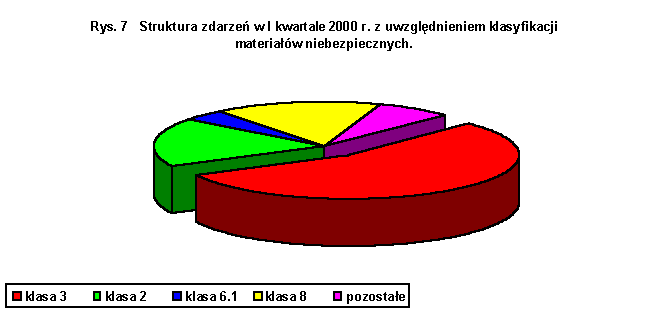 Rys. 7 Struktura zdarzeń w I kwartale 2000 r. z uwzględnieniem klasyfikacji
materiałów niebezpiecznych.
klasa 3 klasa 2 klasa 6.1 klasa 8 pozostałe